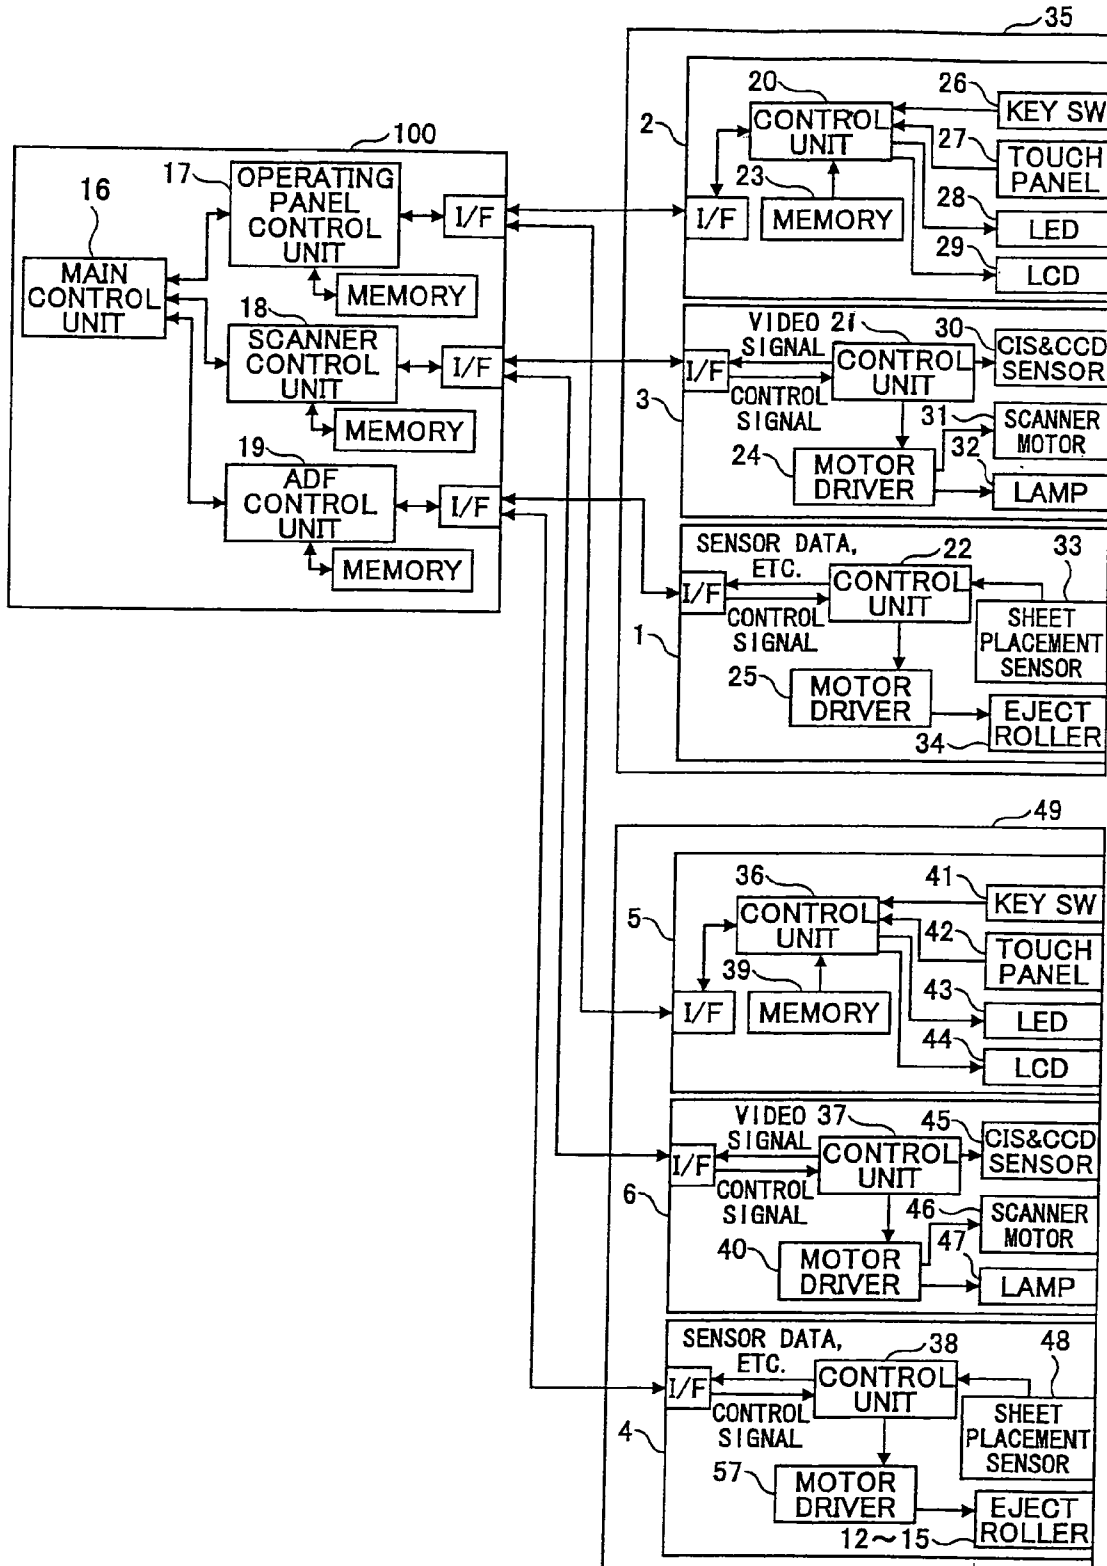 35
100
16
17
OPERATING
PANEL
CONTROL
UNIT
I/F
MAIN
CONTROL
UNIT
MEMORY
18
SCANNER
CONTROL
UNIT
I/F
MEMORY
19
ADF
CONTROL
UNIT
I/F
MEMORY
2
20
CONTROL
UNIT
26
KEY SW
27
TOUCH
PANEL
23
MEMORY
I/F
28
LED
29
LCD
VIDEO
SIGNAL
21
CONTROL
UNIT
30
CIS&CCD
SENSOR
I/F
CONTROL
SIGNAL
3
31
SCANNER
MOTOR
24
MOTOR
DRIVER
32
LAMP
SENSOR DATA,
ETC.
22
CONTROL
UNIT
33
I/F
CONTROL
SIGNAL
SHEET
PLACEMENT
SENSOR
1
25
MOTOR
DRIVER
EJECT
ROLLER
34
49
5
36
CONTROL
UNIT
41
KEY SW
42
TOUCH
PANEL
39
MEMORY
I/F
43
LED
44
LCD
VIDEO
SIGNAL
37
CONTROL
UNIT
45
CIS&CCD
SENSOR
I/F
CONTROL
SIGNAL
6
46
SCANNER
MOTOR
40
MOTOR
DRIVER
47
LAMP
SENSOR DATA,
ETC.
38
CONTROL
UNIT
48
I/F
CONTROL
SIGNAL
SHEET
PLACEMENT
SENSOR
4
57
MOTOR
DRIVER
EJECT
ROLLER
12~15